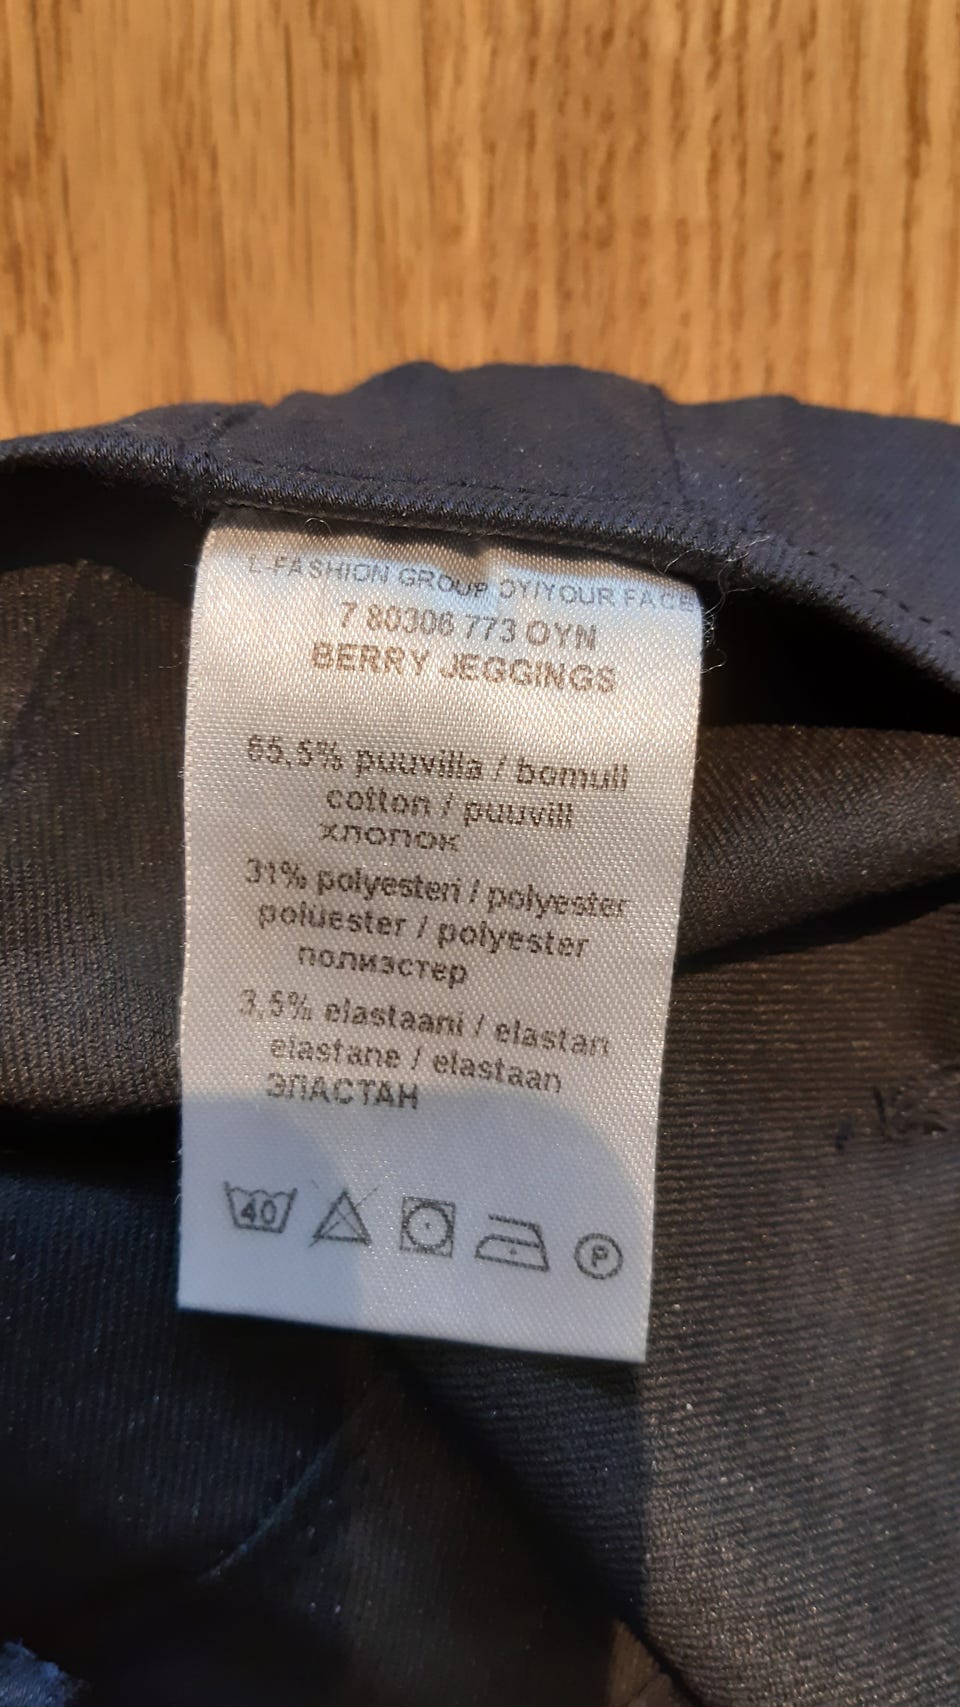 L-FASHION GROUP OY/YOUR FACE
7 80306 773 OYN
BERRY JEGGINGS
65,5% puuvilla / bomull
cotton / puuvill
хлопок
31% polyesteri / polyester
polüester / polyester
полиэстер
3,5% elastaani / elastan
elastane / elastaan
ЭЛАСТАН
40
P